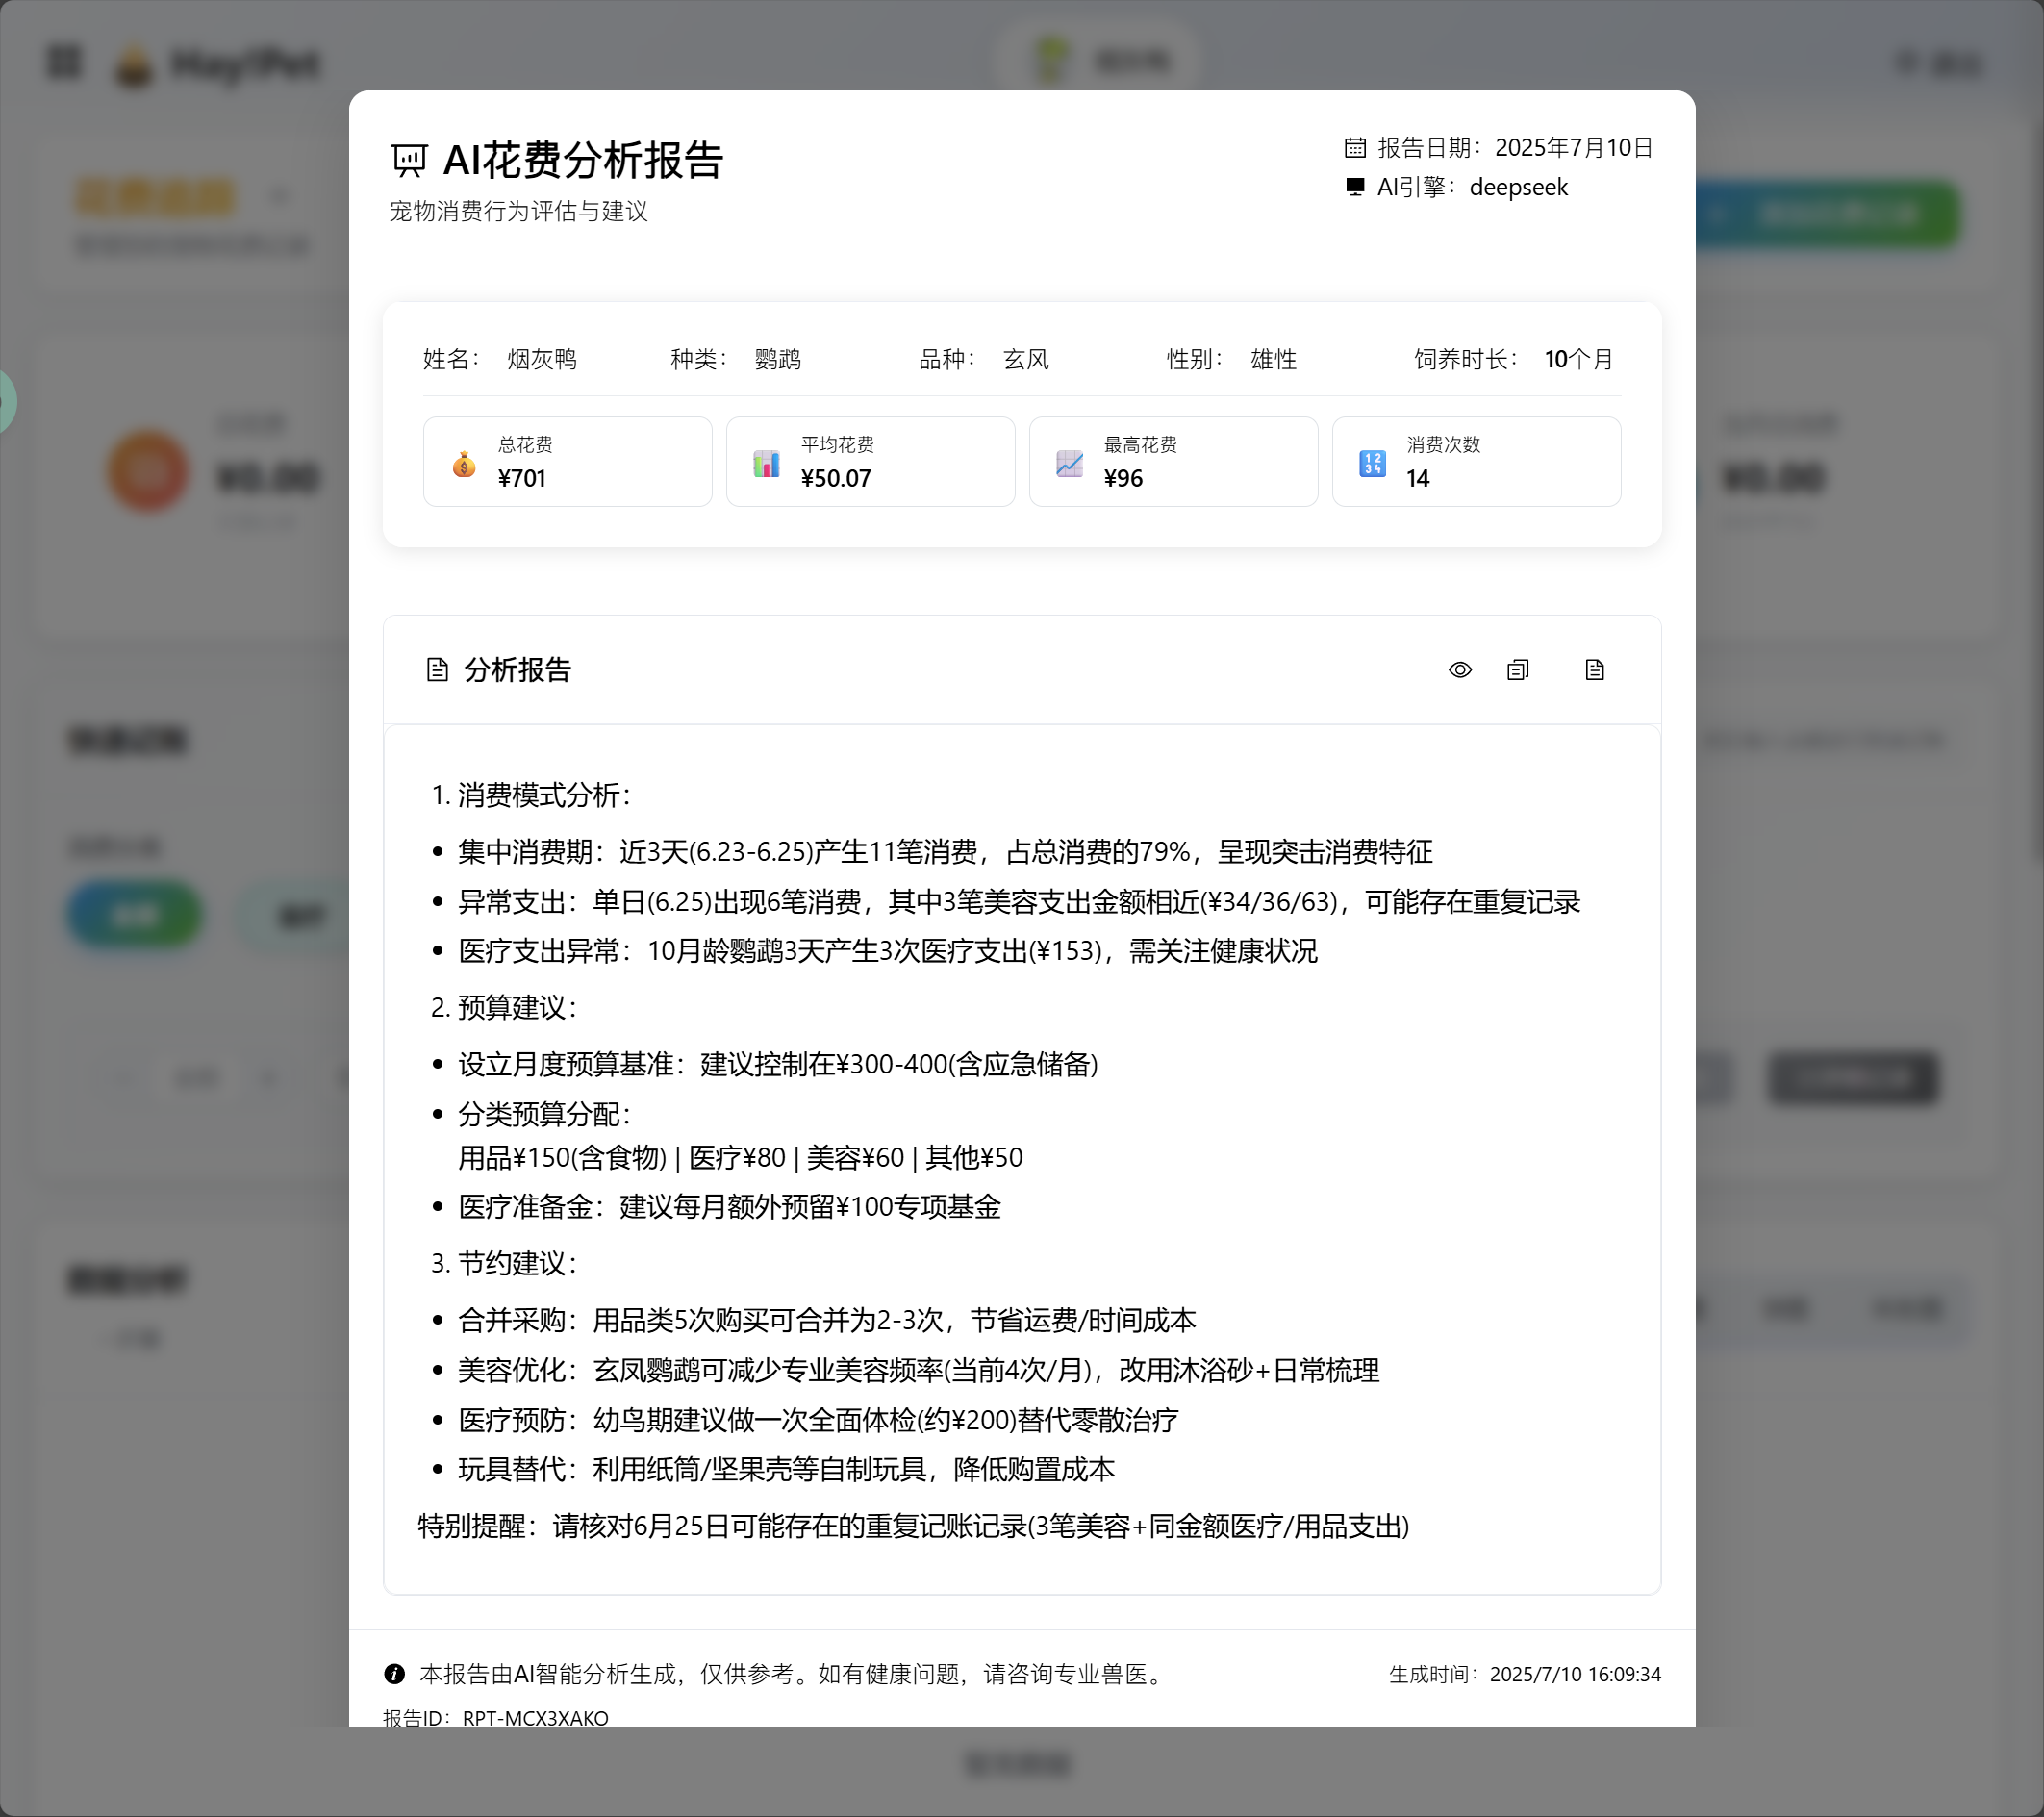 Hay!Pet
AI花费分析报告
宠物消费行为评估与建议
报告日期：2025年7月10日
AI引擎：deepseek
姓名：烟灰鸭 种类：鹦鹉 品种：玄风 性别：雄性 饲养时长：10个月
总花费
¥701
平均花费
¥50.07
最高花费
¥96
消费次数
14
¥0.00
¥0.00
分析报告
1. 消费模式分析：
• 集中消费期：近3天(6.23-6.25)产生11笔消费，占总消费的79%，呈现突击消费特征
• 异常支出：单日(6.25)出现6笔消费，其中3笔美容支出金额相近(¥34/36/63)，可能存在重复记录
• 医疗支出异常：10月龄鹦鹉3天产生3次医疗支出(¥153)，需关注健康状况
2. 预算建议：
• 设立月度预算基准：建议控制在¥300-400(含应急储备)
• 分类预算分配：
用品¥150(含食物) | 医疗¥80 | 美容¥60 | 其他¥50
• 医疗准备金：建议每月额外预留¥100专项基金
3. 节约建议：
• 合并采购：用品类5次购买可合并为2-3次，节省运费/时间成本
• 美容优化：玄凤鹦鹉可减少专业美容频率(当前4次/月)，改用沐浴砂+日常梳理
• 医疗预防：幼鸟期建议做一次全面体检(约¥200)替代零散治疗
• 玩具替代：利用纸筒/坚果壳等自制玩具，降低购置成本
特别提醒：请核对6月25日可能存在的重复记账记录(3笔美容+同金额医疗/用品支出)
本报告由AI智能分析生成，仅供参考。如有健康问题，请咨询专业兽医。
生成时间：2025/7/10 16:09:34
报告ID：RPT-MCX3XAKO